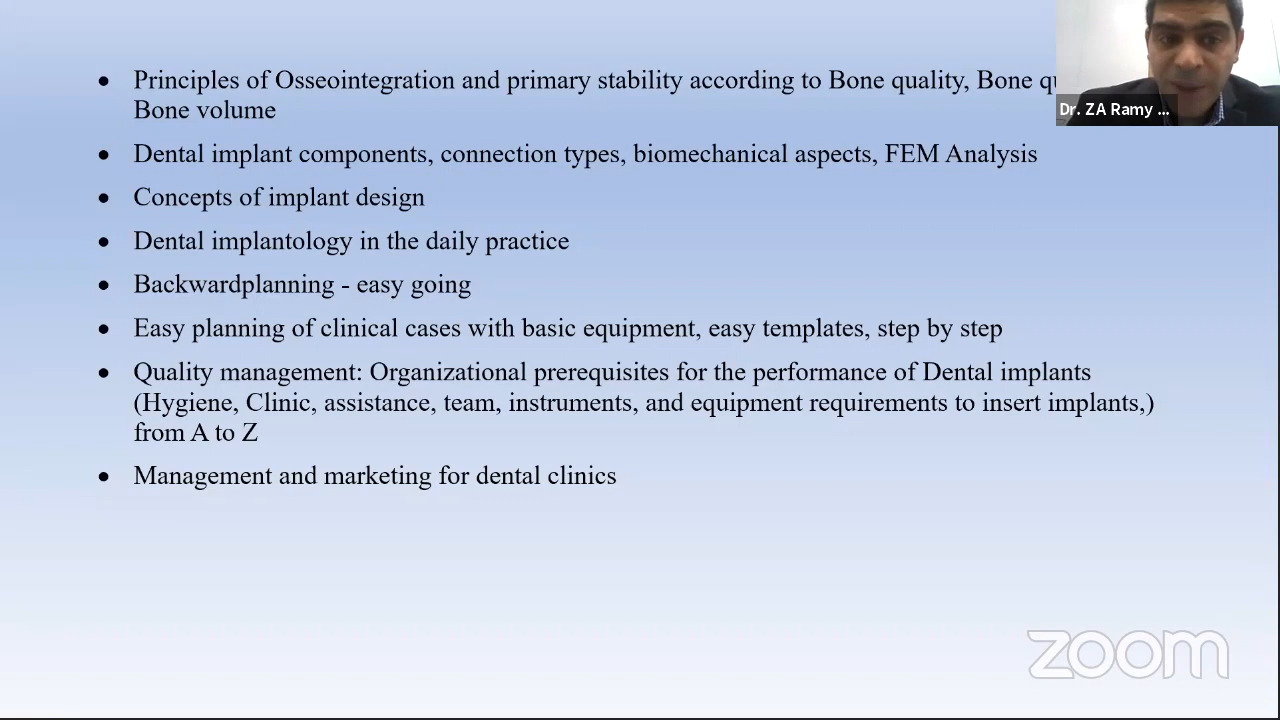 • Principles of Osseointegration and primary stability according to Bone quality, Bone
Bone volume
• Dental implant components, connection types, biomechanical aspects, FEM Analysis
• Concepts of implant design
• Dental implantology in the daily practice
• Backwardplanning - easy going
• Easy planning of clinical cases with basic equipment, easy templates, step by step
• Quality management: Organizational prerequisites for the performance of Dental implants
(Hygiene, Clinic, assistance, team, instruments, and equipment requirements to insert implants,)
from A to Z
• Management and marketing for dental clinics
Dr. ZA Ramy ...
zoom